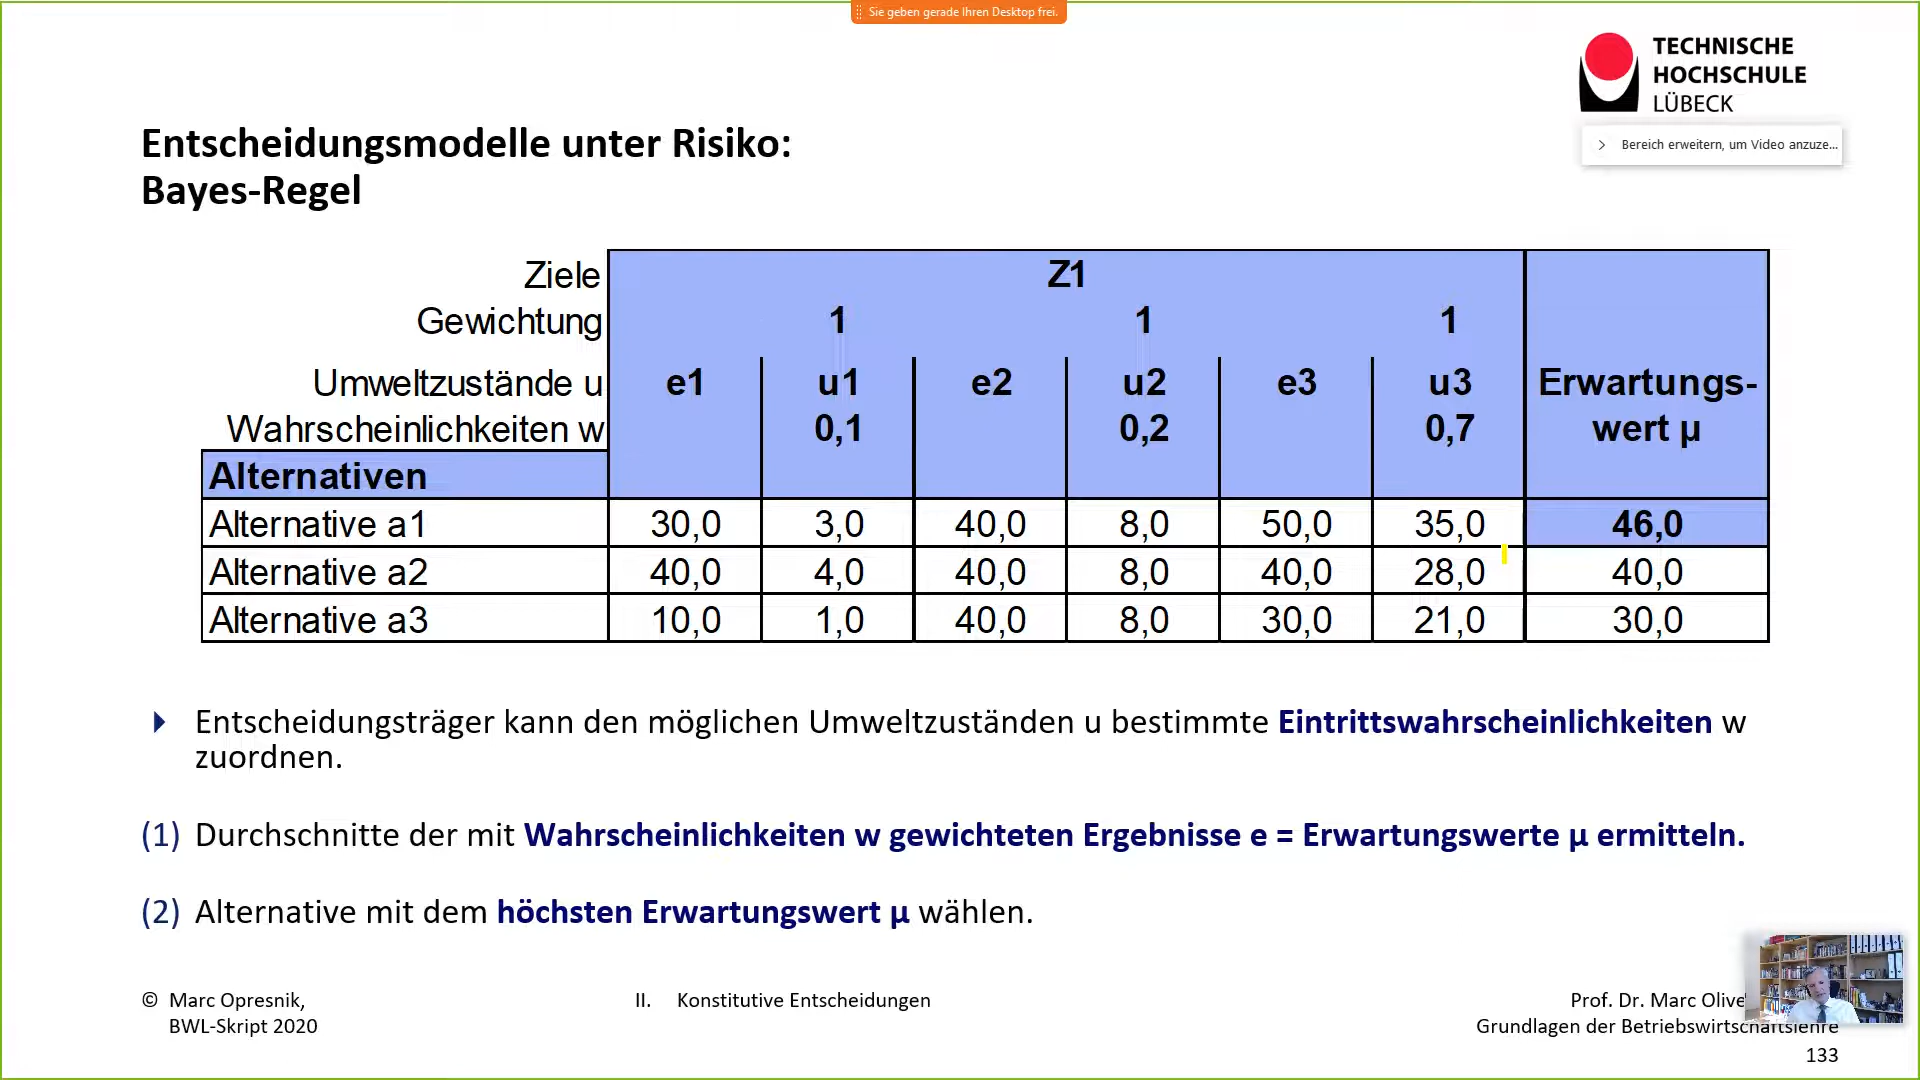 Sie geben gerade Ihren Desktop frei.
TECHNISCHE
HOCHSCHULE
LÜBECK
Bereich erweitern, um Video anzuze...
Entscheidungsmodelle unter Risiko:
Bayes-Regel
Ziele Z1
Gewichtung 1 1 1
Umweltzustände u e1 u1 e2 u2 e3 u3 Erwartungs-
Wahrscheinlichkeiten w 0,1 0,2 0,7 wert µ
Alternativen
Alternative a1 30,0 3,0 40,0 8,0 50,0 35,0 46,0
Alternative a2 40,0 4,0 40,0 8,0 40,0 28,0 40,0
Alternative a3 10,0 1,0 40,0 8,0 30,0 21,0 30,0
Entscheidungsträger kann den möglichen Umweltzuständen u bestimmte Eintrittswahrscheinlichkeiten w
zuordnen.
(1) Durchschnitte der mit Wahrscheinlichkeiten w gewichteten Ergebnisse e = Erwartungswerte µ ermitteln.
(2) Alternative mit dem höchsten Erwartungswert µ wählen.
© Marc Opresnik,
BWL-Skript 2020
II. Konstitutive Entscheidungen
Prof. Dr. Marc Olive
Grundlagen der Betriebswirtschaftslehre
133